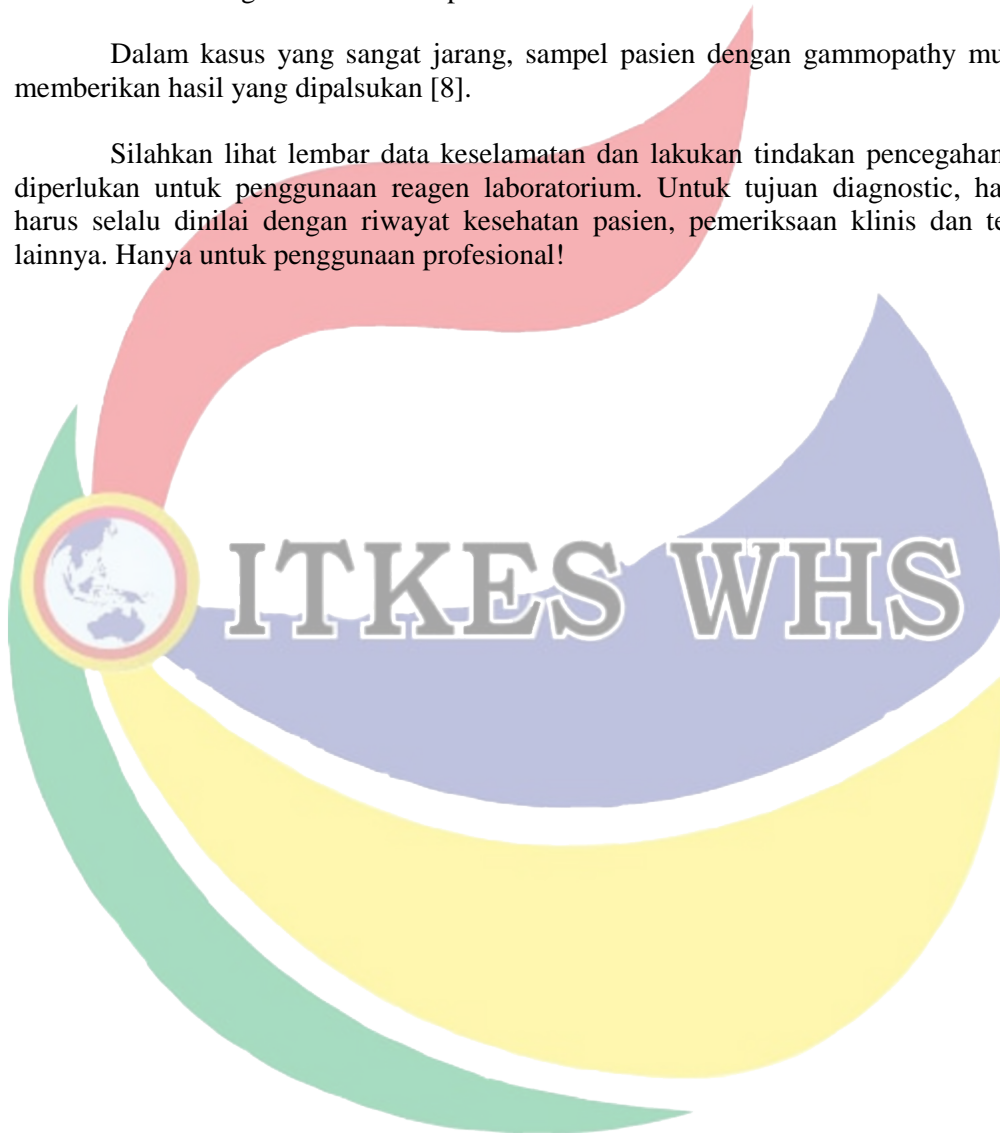 Dalam kasus yang sangat jarang, sampel pasien dengan gammopathy mu
memberikan hasil yang dipalsukan [8].
Silahkan lihat lembar data keselamatan dan lakukan tindakan pencegahan
diperlukan untuk penggunaan reagen laboratorium. Untuk tujuan diagnostic, ha
harus selalu dinilai dengan riwayat kesehatan pasien, pemeriksaan klinis dan te
lainnya. Hanya untuk penggunaan profesional!
ITKES WHS